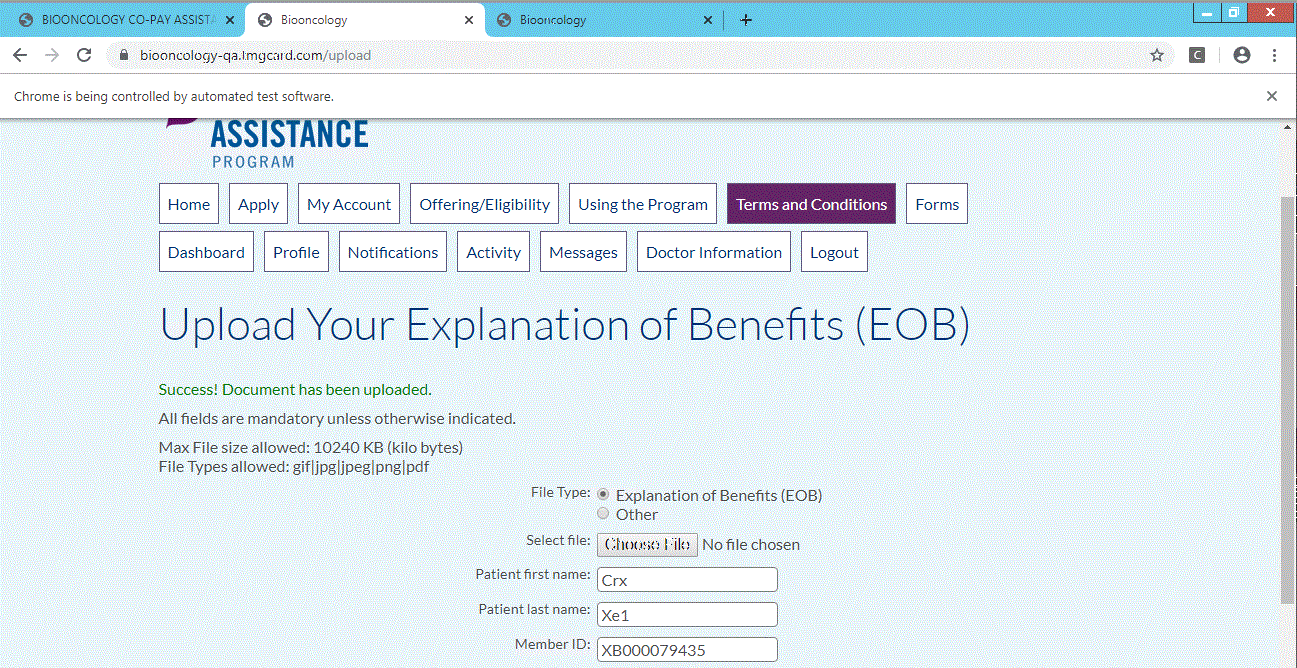 BIOONCOLOGY CO-PAY ASSISTA
Biooncology
Biooncology
biooncology-qa.tmgcard.com/upload
Chrome is being controlled by automated test software.
ASSISTANCE
PROGRAM
Home Apply My Account Offering/Eligibility Using the Program Terms and Conditions Forms
Dashboard Profile Notifications Activity Messages Doctor Information Logout
Upload Your Explanation of Benefits (EOB)
Success! Document has been uploaded.
All fields are mandatory unless otherwise indicated.
Max File size allowed: 10240 KB (kilo bytes)
File Types allowed: gif|jpg|jpeg|png|pdf
File Type: Explanation of Benefits (EOB)
Other
Select file: Choose File No file chosen
Patient first name: Crx
Patient last name: Xe1
Member ID: XB000079435